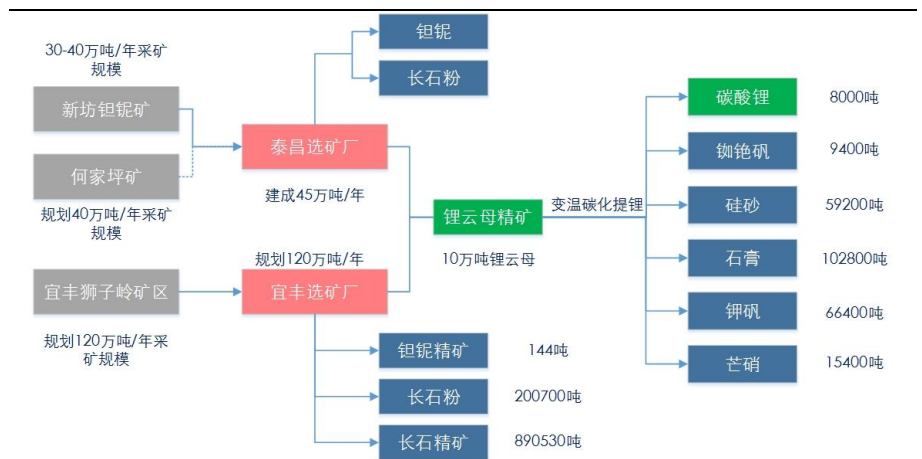 30-40万吨/年采矿
规模
新坊钽铌矿
何家坪矿
规划40万吨/年采矿
规模
宜丰狮子岭矿区
规划120万吨/年采
矿规模
钽铌
长石粉
泰昌选矿厂
建成45万吨/年
规划120万吨/年
宜丰选矿厂
钽铌精矿
144吨
长石粉
200700吨
长石精矿
890530吨
锂云母精矿
10万吨锂云母
变温碳化提锂
碳酸锂
8000吨
铷铯矾
9400吨
硅砂
59200吨
石膏
102800吨
钾矾
66400吨
芒硝
15400吨